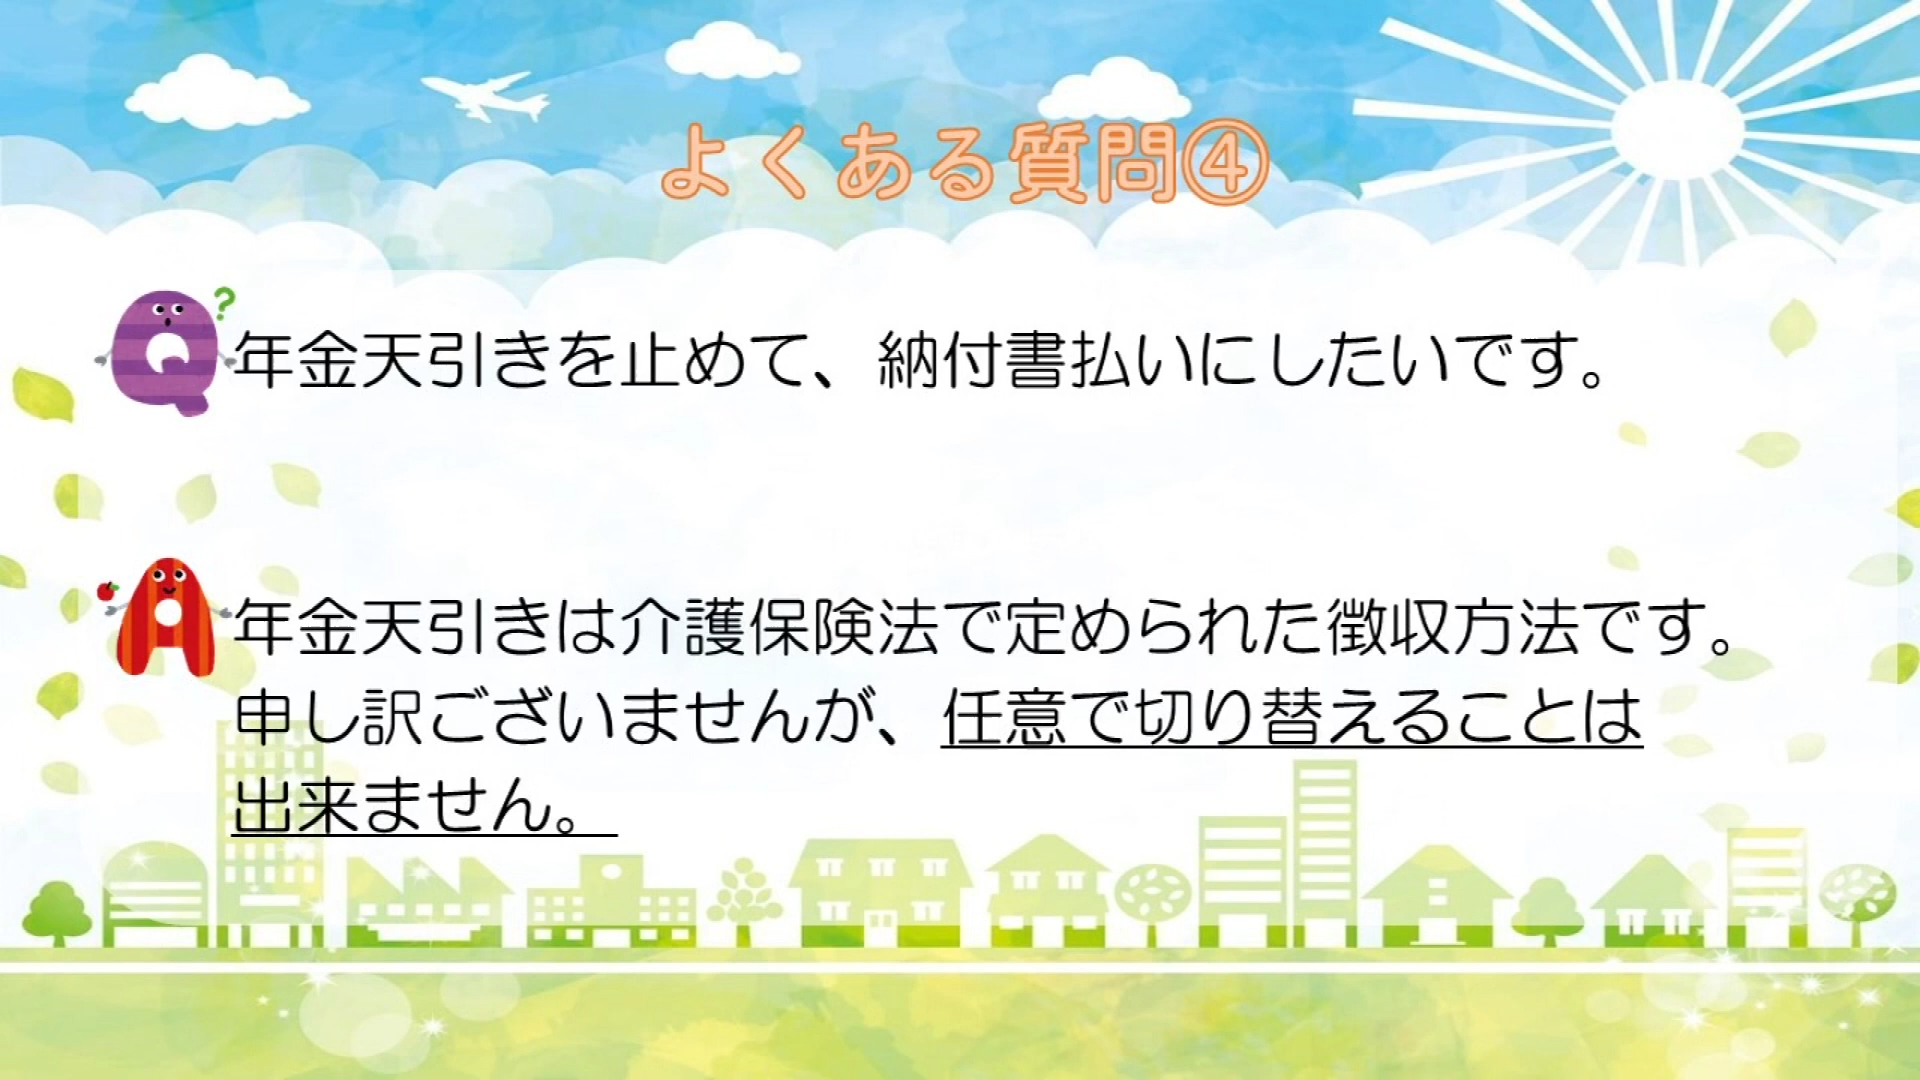 よくある質問④
Q? 年金天引きを止めて、納付書払いにしたいです。
A 年金天引きは介護保険法で定められた徴収方法です。
申し訳ございませんが、任意で切り替えることは
出来ません。